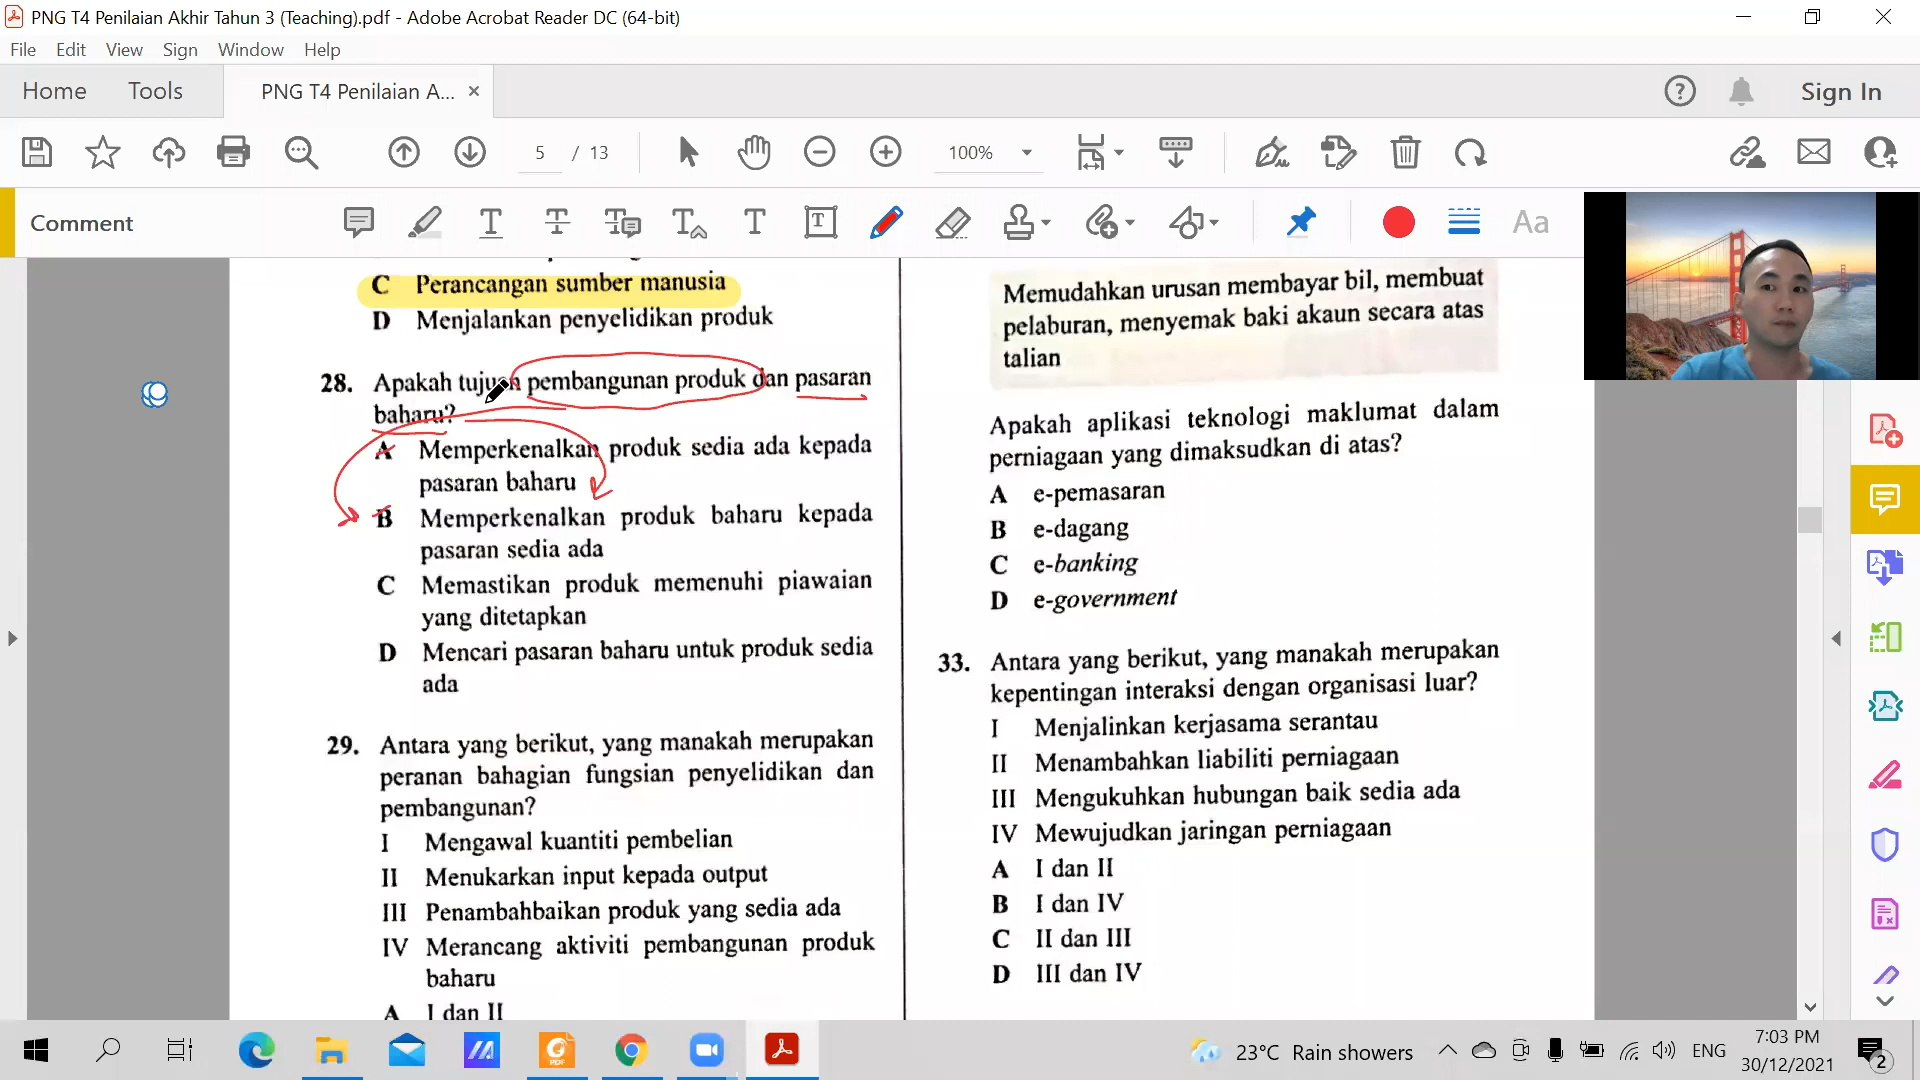 PNG T4 Penilaian Akhir Tahun 3 (Teaching).pdf - Adobe Acrobat Reader DC (64-bit)
File Edit View Sign Window Help
Home Tools PNG T4 Penilaian A... × Sign In
5 / 13 100%
Comment Aa
C Perancangan sumber manusia
D Menjalankan penyelidikan produk
28. Apakah tujuan pembangunan produk dan pasaran
baharu?
A Memperkenalkan produk sedia ada kepada
pasaran baharu
B Memperkenalkan produk baharu kepada
pasaran sedia ada
C Memastikan produk memenuhi piawaian
yang ditetapkan
D Mencari pasaran baharu untuk produk sedia
ada
29. Antara yang berikut, yang manakah merupakan
peranan bahagian fungsian penyelidikan dan
pembangunan?
I Mengawal kuantiti pembelian
II Menukarkan input kepada output
III Penambahbaikan produk yang sedia ada
IV Merancang aktiviti pembangunan produk
baharu
A I dan II
Memudahkan urusan membayar bil, membuat
pelaburan, menyemak baki akaun secara atas
talian
Apakah aplikasi teknologi maklumat dalam
perniagaan yang dimaksudkan di atas?
A e-pemasaran
B e-dagang
C e-banking
D e-government
33. Antara yang berikut, yang manakah merupakan
kepentingan interaksi dengan organisasi luar?
I Menjalinkan kerjasama serantau
II Menambahkan liabiliti perniagaan
III Mengukuhkan hubungan baik sedia ada
IV Mewujudkan jaringan perniagaan
A I dan II
B I dan IV
C II dan III
D III dan IV
23°C Rain showers ENG 7:03 PM
30/12/2021 2